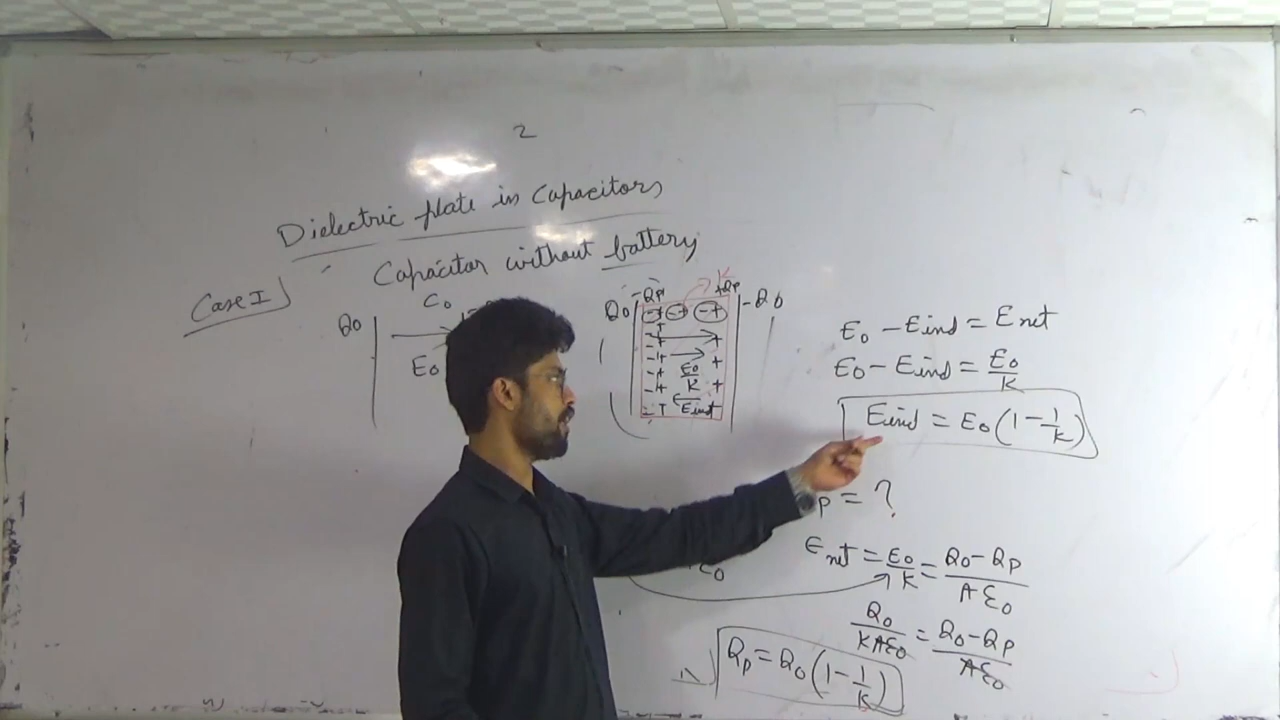 2
Dielectric plate in Capacitors
Capacitor without battery
Case I)
C0
Q0
E0
-Qp
K
+Qp
Q0
-Q0
E0/K
Eind
E0 - Eind = Enet
E0 - Eind = E0/K
Eind = E0(1 - 1/K)
p = ?
Enet = E0/K = Q0 - Qp/Aε0
Q0/KAε0 = Q0 - Qp/Aε0
Qp = Q0(1 - 1/K)